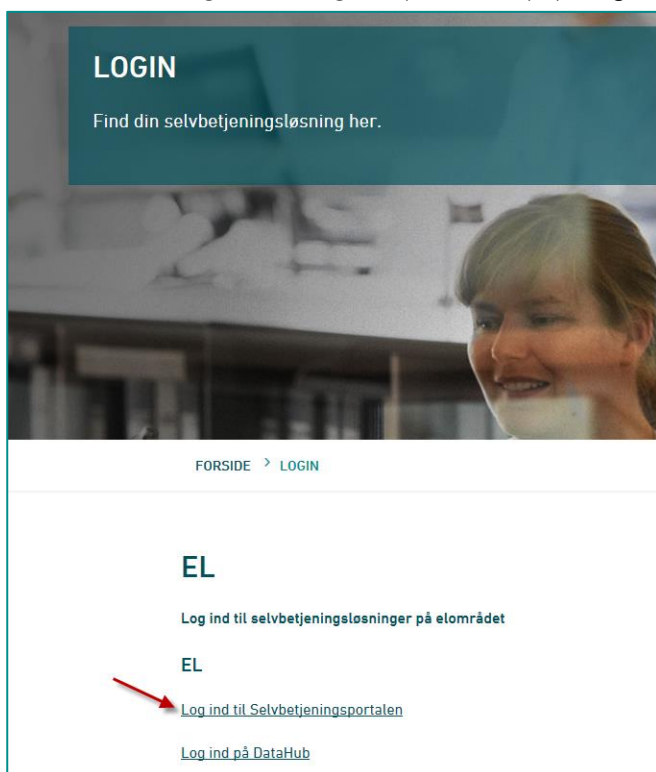 LOGIN
Find din selvbetjeningsløsning her.
FORSIDE > LOGIN
EL
Log ind til selvbetjeningsløsninger på elområdet
EL
Log ind til Selvbetjeningsportalen
Log ind på DataHub